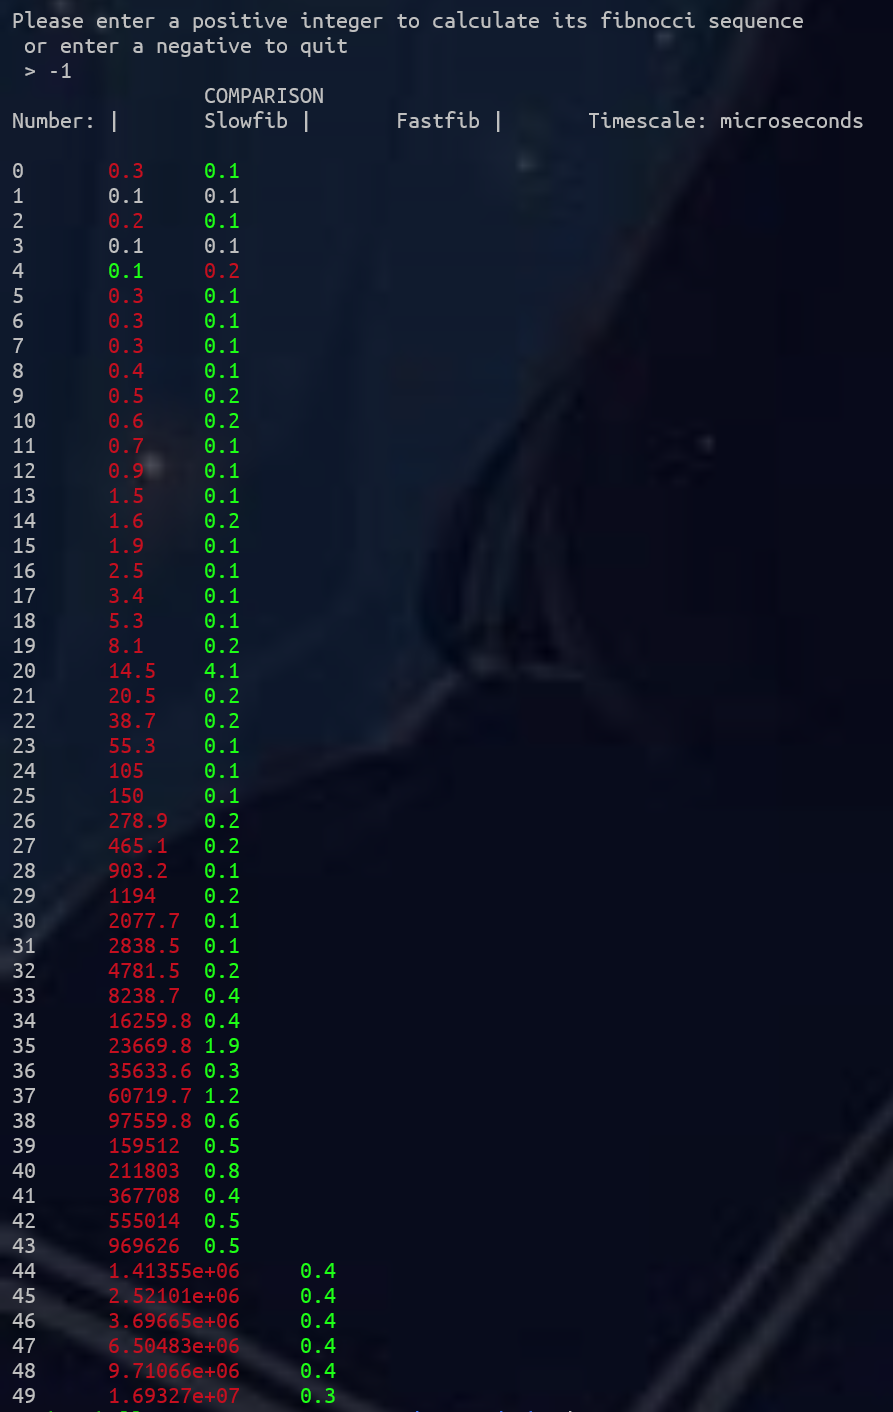 Please enter a positive integer to calculate its fibnocci sequence
or enter a negative to quit
> -1
COMPARISON
Number: | Slowfib | Fastfib | Timescale: microseconds
0 0.3 0.1
1 0.1 0.1
2 0.2 0.1
3 0.1 0.1
4 0.1 0.2
5 0.3 0.1
6 0.3 0.1
7 0.3 0.1
8 0.4 0.1
9 0.5 0.2
10 0.6 0.2
11 0.7 0.1
12 0.9 0.1
13 1.5 0.1
14 1.6 0.2
15 1.9 0.1
16 2.5 0.1
17 3.4 0.1
18 5.3 0.1
19 8.1 0.2
20 14.5 4.1
21 20.5 0.2
22 38.7 0.2
23 55.3 0.1
24 105 0.1
25 150 0.1
26 278.9 0.2
27 465.1 0.2
28 903.2 0.1
29 1194 0.2
30 2077.7 0.1
31 2838.5 0.1
32 4781.5 0.2
33 8238.7 0.4
34 16259.8 0.4
35 23669.8 1.9
36 35633.6 0.3
37 60719.7 1.2
38 97559.8 0.6
39 159512 0.5
40 211803 0.8
41 367708 0.4
42 555014 0.5
43 969626 0.5
44 1.41355e+06 0.4
45 2.52101e+06 0.4
46 3.69665e+06 0.4
47 6.50483e+06 0.4
48 9.71066e+06 0.4
49 1.69327e+07 0.3